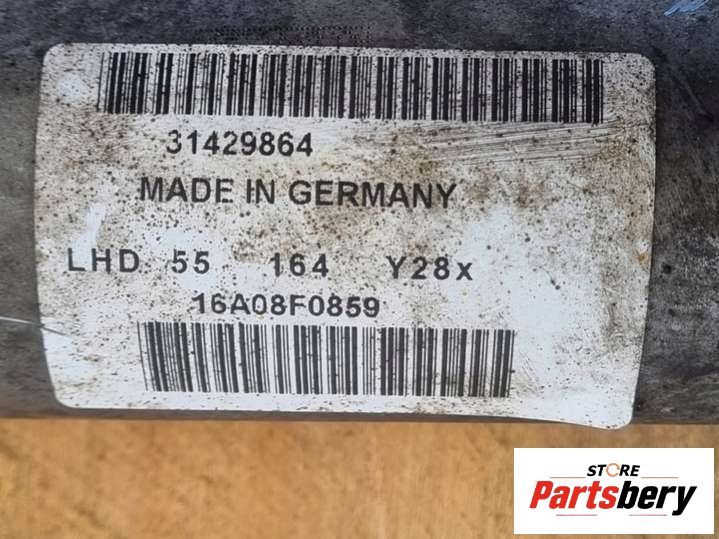 31429864
MADE IN GERMANY
LHD 55 164 Y28x
16A08F0859
STORE
Partsbery